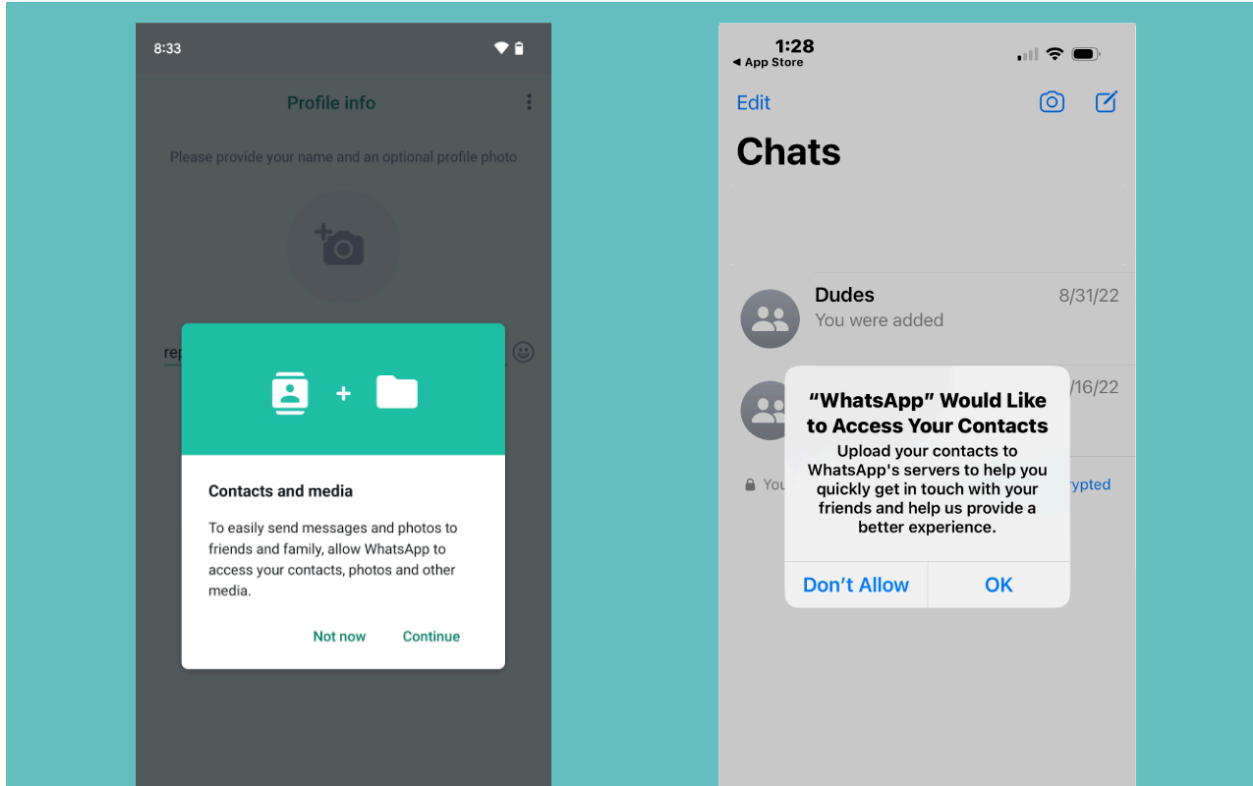 8:33
Profile info
Please provide your name and an optional profile photo
Contacts and media
To easily send messages and photos to
friends and family, allow WhatsApp to
access your contacts, photos and other
media.
Not now Continue
1:28
◀ App Store
Edit
Chats
Dudes 8/31/22
You were added
/16/22
“WhatsApp” Would Like
to Access Your Contacts
Upload your contacts to
WhatsApp's servers to help you
quickly get in touch with your
friends and help us provide a
better experience.
Don’t Allow OK